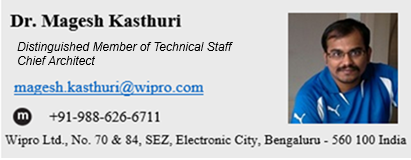 Dr. Magesh Kasthuri
Distinguished Member of Technical Staff
Chief Architect
magesh.kasthuri@wipro.com
m +91-988-626-6711
Wipro Ltd., No. 70 & 84, SEZ, Electronic City, Bengaluru - 560 100 India